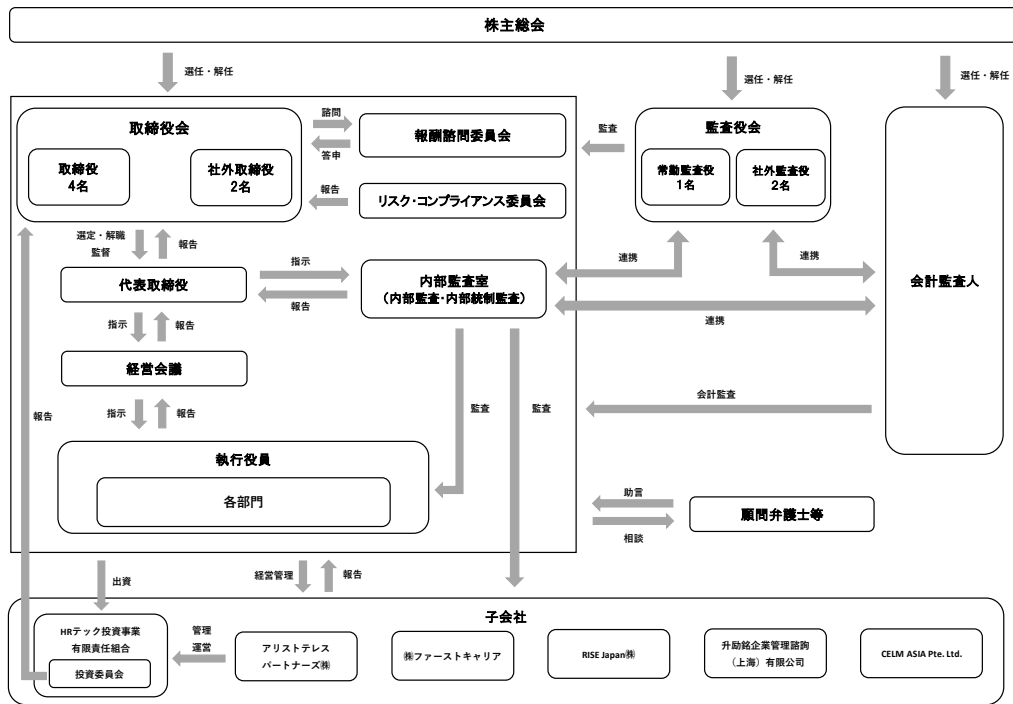 株主総会
選任・解任
選任・解任
選任・解任
取締役会
取締役
4名
社外取締役
2名
諮問
答申
報酬諮問委員会
報告
リスク・コンプライアンス委員会
監査
監査役会
常勤監査役
1名
社外監査役
2名
会計監査人
選定・解職
監督
報告
代表取締役
指示
報告
内部監査室
(内部監査・内部統制監査)
連携
連携
連携
指示
報告
経営会議
指示
報告
報告
監査
監査
会計監査
執行役員
各部門
助言
相談
顧問弁護士等
出資
経営管理
報告
子会社
HRテック投資事業
有限責任組合
投資委員会
管理
運営
アリストテレス
パートナーズ㈱
㈱ファーストキャリア
RISE Japan㈱
升励銘企業管理諮詢
（上海）有限公司
CELM ASIA Pte. Ltd.